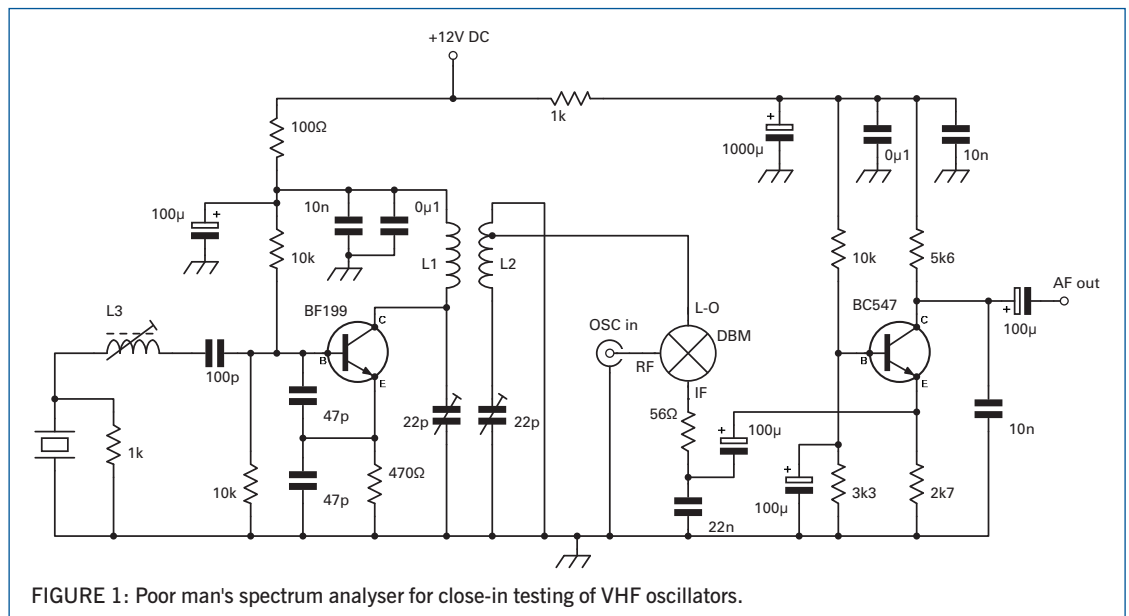 +12V DC
1k
100Ω
1000µ
+
0µ1
10n
100µ
+
10n
0µ1
10k
L1
L2
10k
5k6
L3
BF199
C
B
E
100p
47p
47p
1k
10k
470Ω
22p
22p
OSC in
L-O
DBM
RF
IF
56Ω
100µ
+
22n
BC547
C
B
E
AF out
+
100µ
10n
100µ
+
3k3
2k7
FIGURE 1: Poor man's spectrum analyser for close-in testing of VHF oscillators.